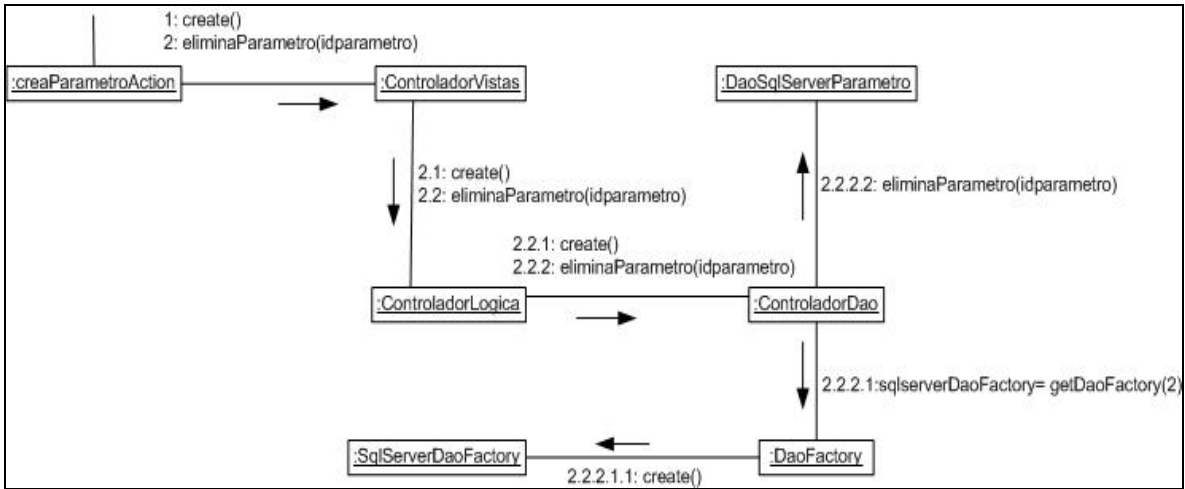 1: create()
2: eliminaParametro(idparametro)
:creaParametroAction
:ControladorVistas
:DaoSqlServerParametro
2.1: create()
2.2: eliminaParametro(idparametro)
2.2.2.2: eliminaParametro(idparametro)
2.2.1: create()
2.2.2: eliminaParametro(idparametro)
:ControladorLogica
:ControladorDao
2.2.2.1:sqlserverDaoFactory= getDaoFactory(2)
:SqlServerDaoFactory
:DaoFactory
2.2.2.1.1: create()